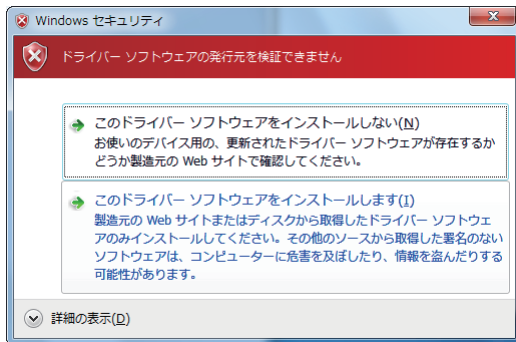 Windows セキュリティ
ドライバー ソフトウェアの発行元を検証できません
このドライバー ソフトウェアをインストールしない(N)
お使いのデバイス用の、更新されたドライバー ソフトウェアが存在するか
どうか製造元の Web サイトで確認してください。
このドライバー ソフトウェアをインストールします(I)
製造元の Web サイトまたはディスクから取得したドライバー ソフトウェ
アのみインストールしてください。その他のソースから取得した署名のない
ソフトウェアは、コンピューターに危害を及ぼしたり、情報を盗んだりする
可能性があります。
詳細の表示(D)